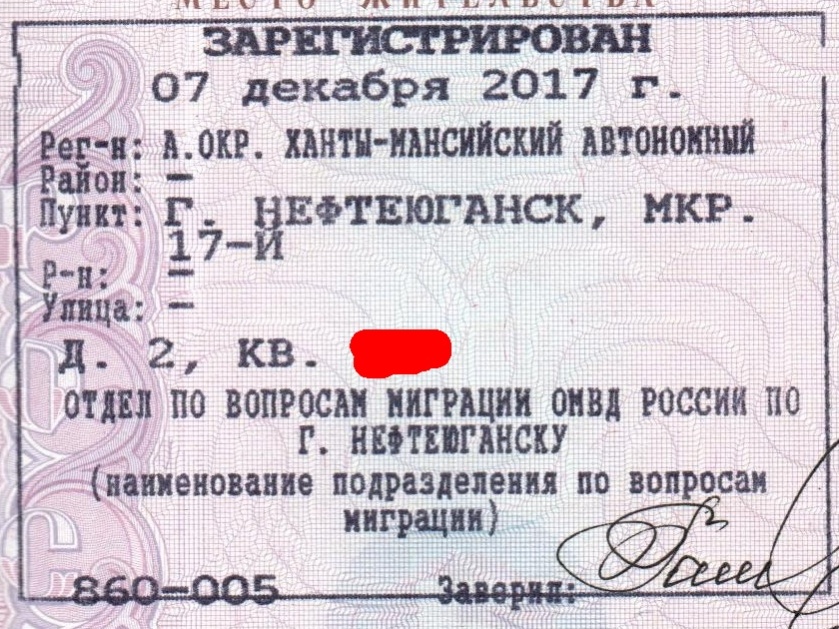 МЕСТО ЖИТЕЛЬСТВА
ЗАРЕГИСТРИРОВАН
07 декабря 2017 г.
Рег-н: А.ОКР. ХАНТЫ-МАНСИЙСКИЙ АВТОНОМНЫЙ
Район: –
Пункт: Г. НЕФТЕЮГАНСК, МКР.
17-Й
Р-н: –
Улица: –
Д. 2, КВ.
ОТДЕЛ ПО ВОПРОСАМ МИГРАЦИИ ОМВД РОССИИ ПО
Г. НЕФТЕЮГАНСКУ
(наименование подразделения по вопросам
миграции)
860-005 Заверил: